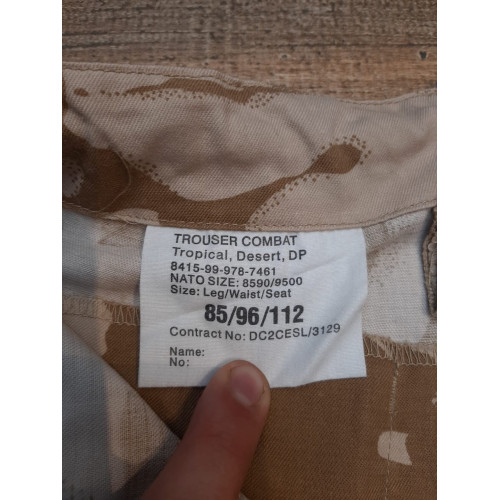 TROUSER COMBAT
Tropical, Desert, DP
8415-99-978-7461
NATO SIZE: 8590/9500
Size: Leg/Waist/Seat
85/96/112
Contract No: DC2CESL/3129
Name:
No: